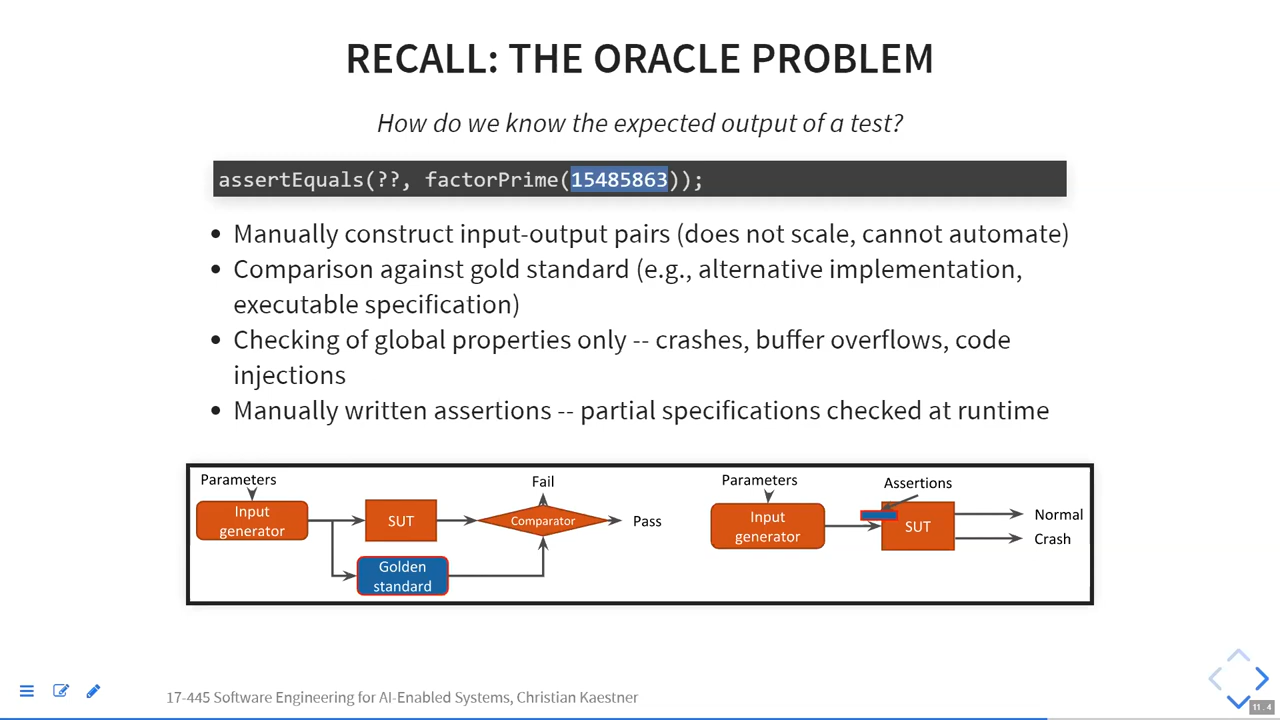 RECALL: THE ORACLE PROBLEM
How do we know the expected output of a test?
assertEquals(??, factorPrime(15485863));
• Manually construct input-output pairs (does not scale, cannot automate)
• Comparison against gold standard (e.g., alternative implementation,
executable specification)
• Checking of global properties only -- crashes, buffer overflows, code
injections
• Manually written assertions -- partial specifications checked at runtime
Parameters
Input
generator
SUT
Golden
standard
Fail
Comparator
Pass
Parameters
Input
generator
Assertions
SUT
Normal
Crash
17-445 Software Engineering for AI-Enabled Systems, Christian Kaestner
11.4